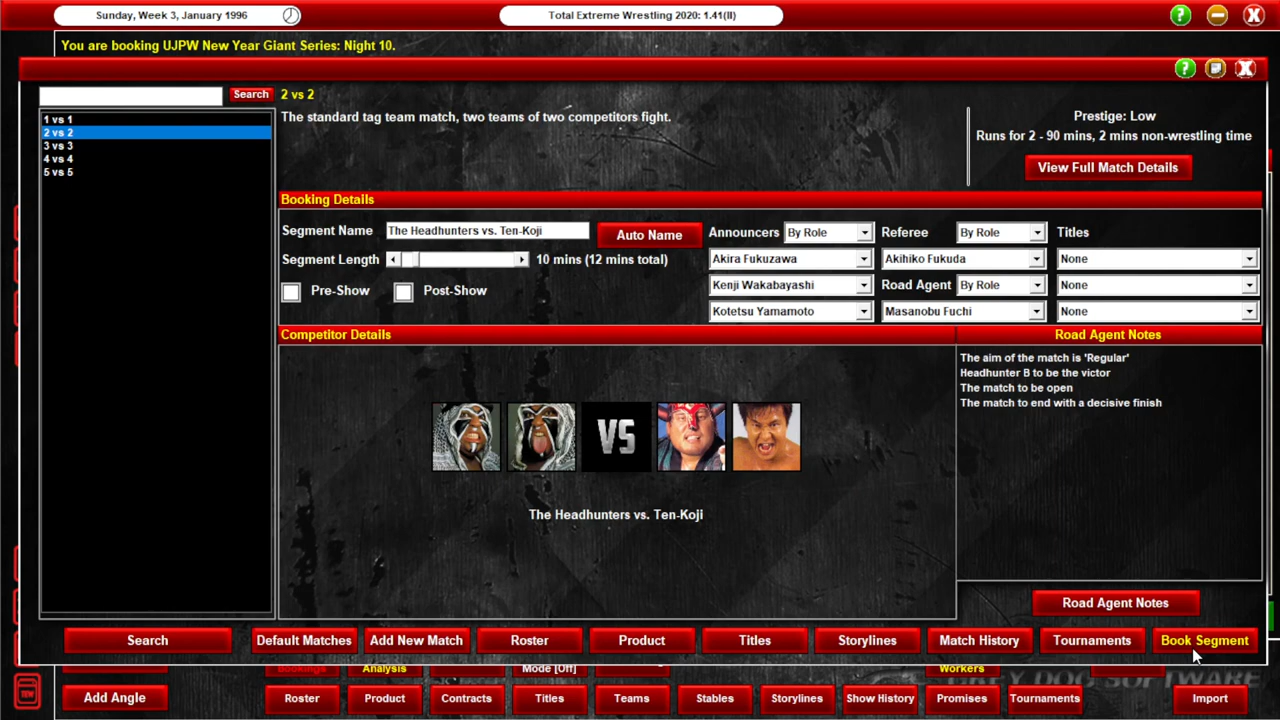 Sunday, Week 3, January 1996
Total Extreme Wrestling 2020: 1.41(II)
You are booking UJPW New Year Giant Series: Night 10.
Search
2 vs 2
1 vs 1
2 vs 2
3 vs 3
4 vs 4
5 vs 5
The standard tag team match, two teams of two competitors fight.
Prestige: Low
Runs for 2 - 90 mins, 2 mins non-wrestling time
View Full Match Details
Booking Details
Segment Name
The Headhunters vs. Ten-Koji
Auto Name
Announcers
By Role
Referee
By Role
Titles
Segment Length
10 mins (12 mins total)
Akira Fukuzawa
Akihiko Fukuda
None
Pre-Show
Post-Show
Kenji Wakabayashi
Road Agent
By Role
None
Kotetsu Yamamoto
Masanobu Fuchi
None
Competitor Details
Road Agent Notes
The aim of the match is 'Regular'
Headhunter B to be the victor
The match to be open
The match to end with a decisive finish
VS
The Headhunters vs. Ten-Koji
Road Agent Notes
Search
Default Matches
Add New Match
Roster
Product
Titles
Storylines
Match History
Tournaments
Book Segment
Bookings
Analysis
Mode [Off]
Workers
GREY DOG SOFTWARE
TEW
Add Angle
Roster
Product
Contracts
Titles
Teams
Stables
Storylines
Show History
Promises
Tournaments
Import